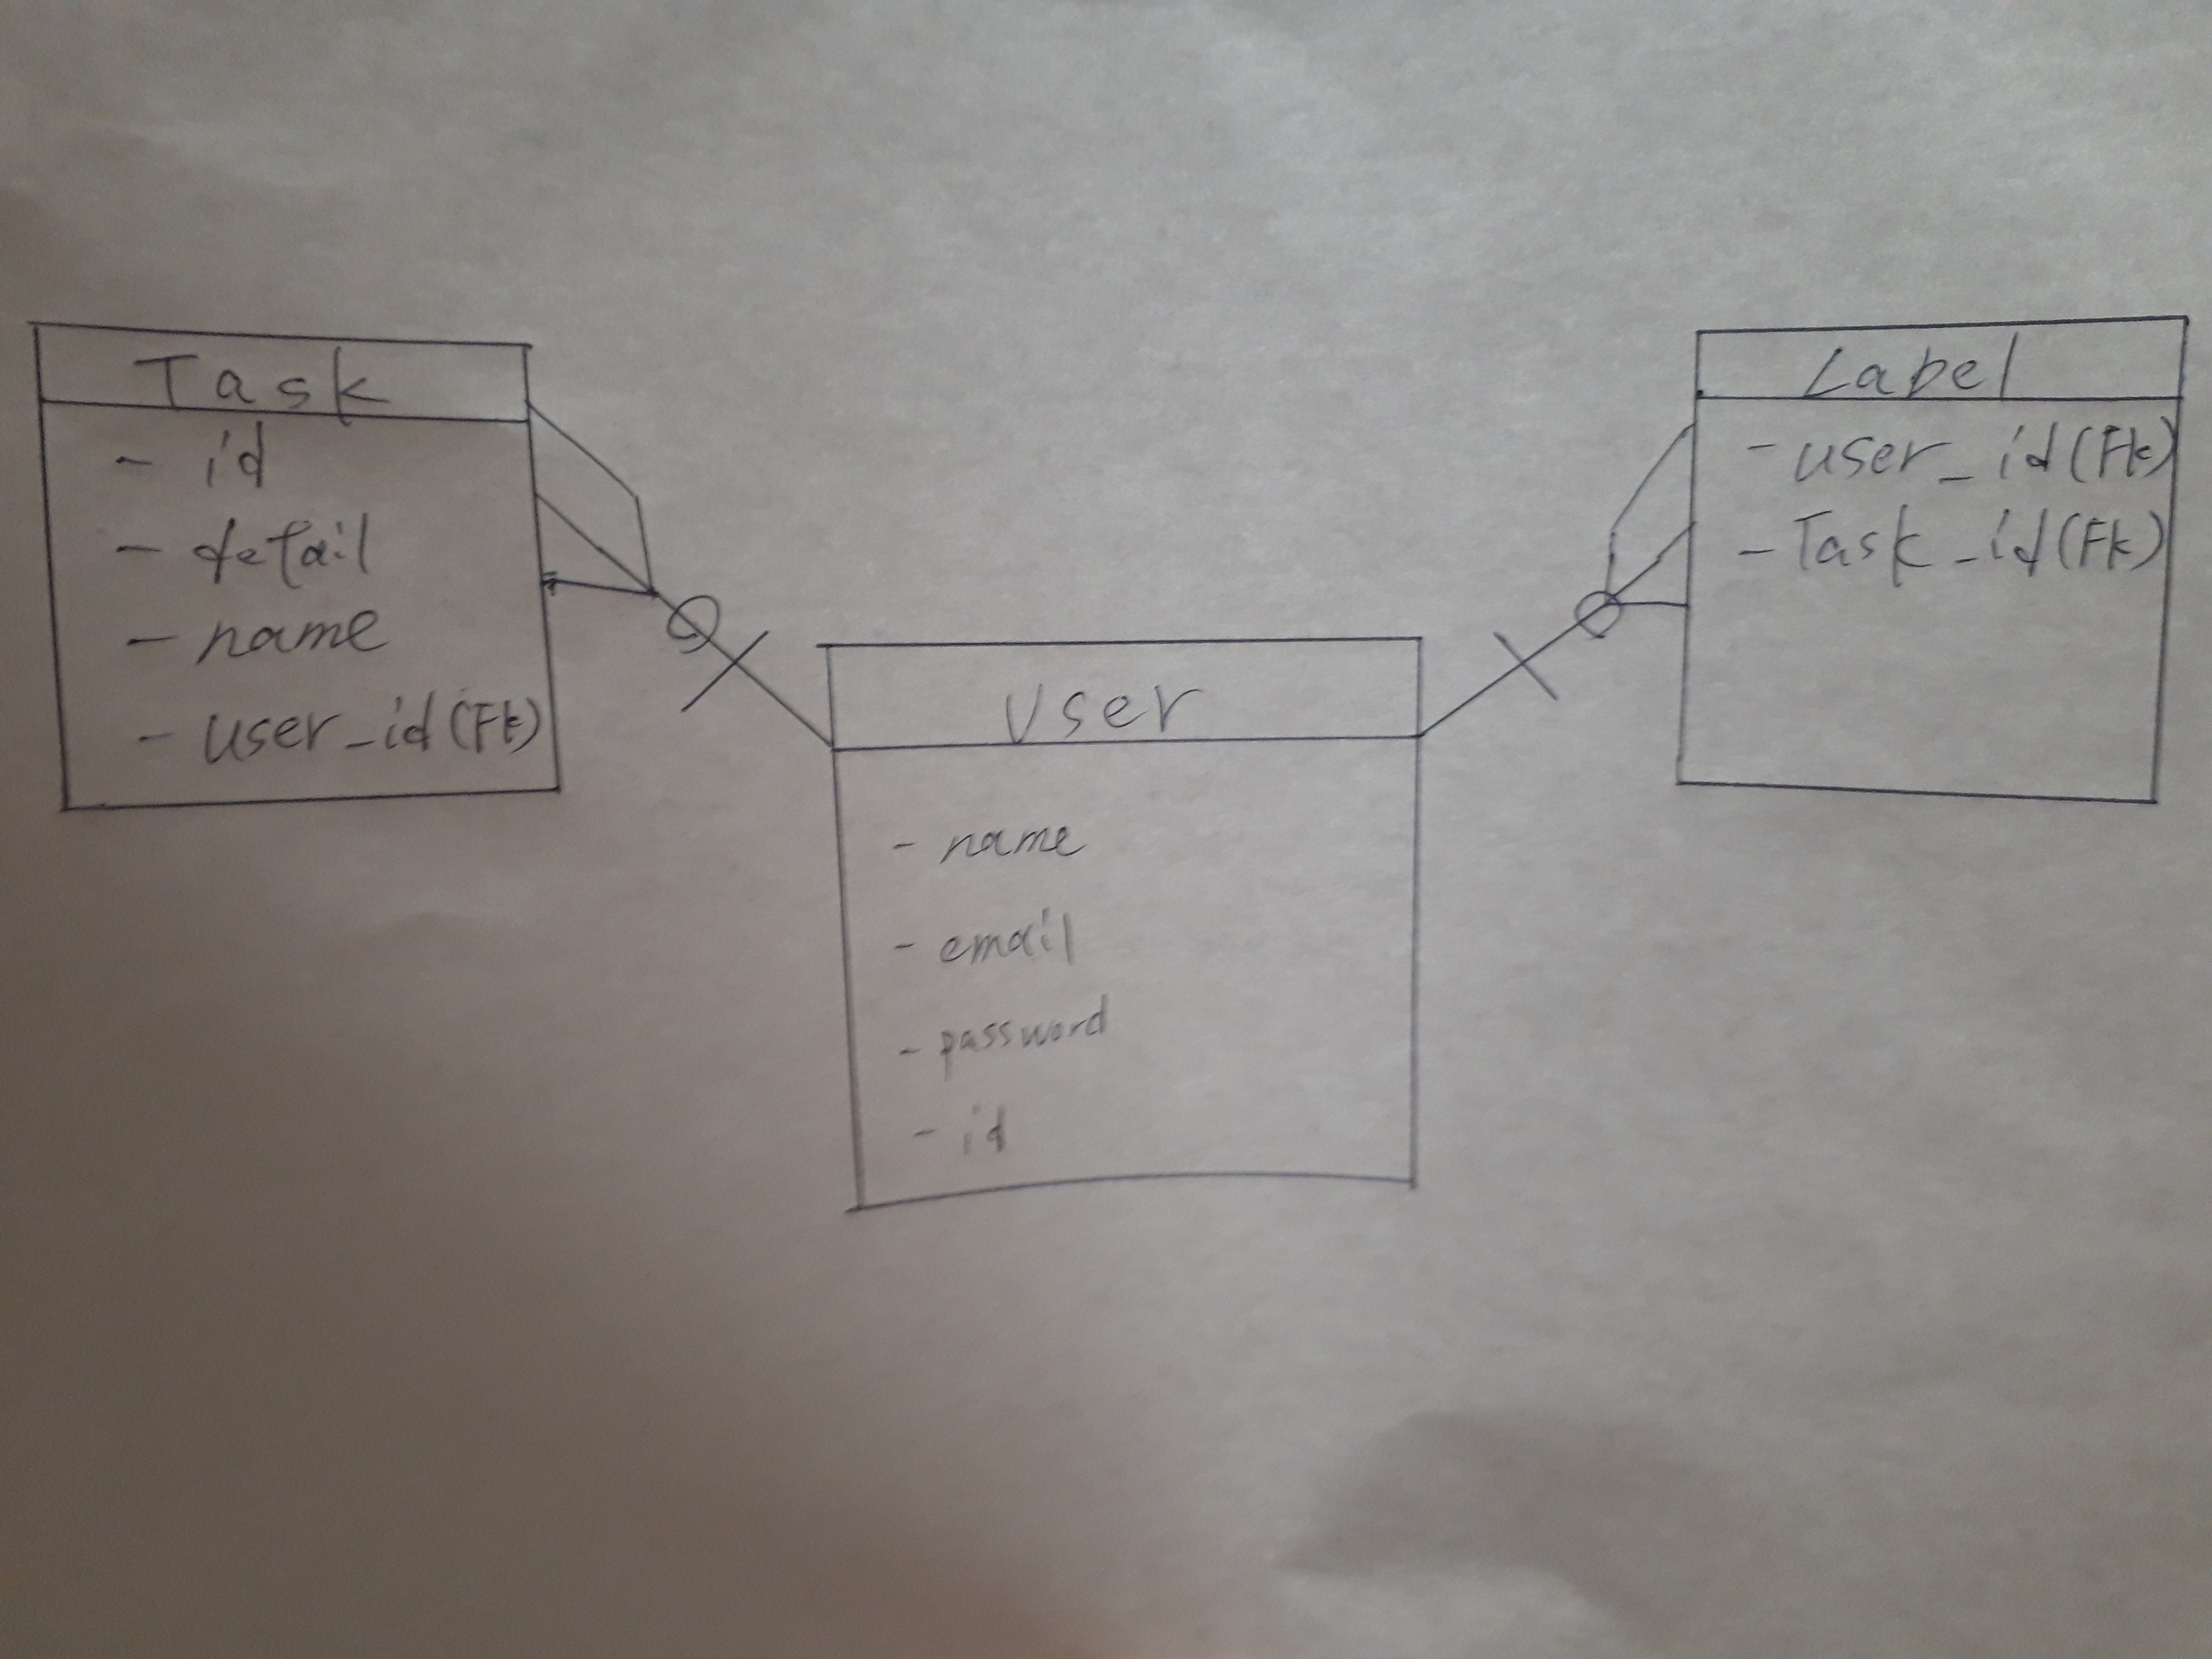 Task
- id
- detail
- name
- user_id (Fk)
User
- name
- email
- password
- id
Label
- user_id (Fk)
- Task_id (Fk)